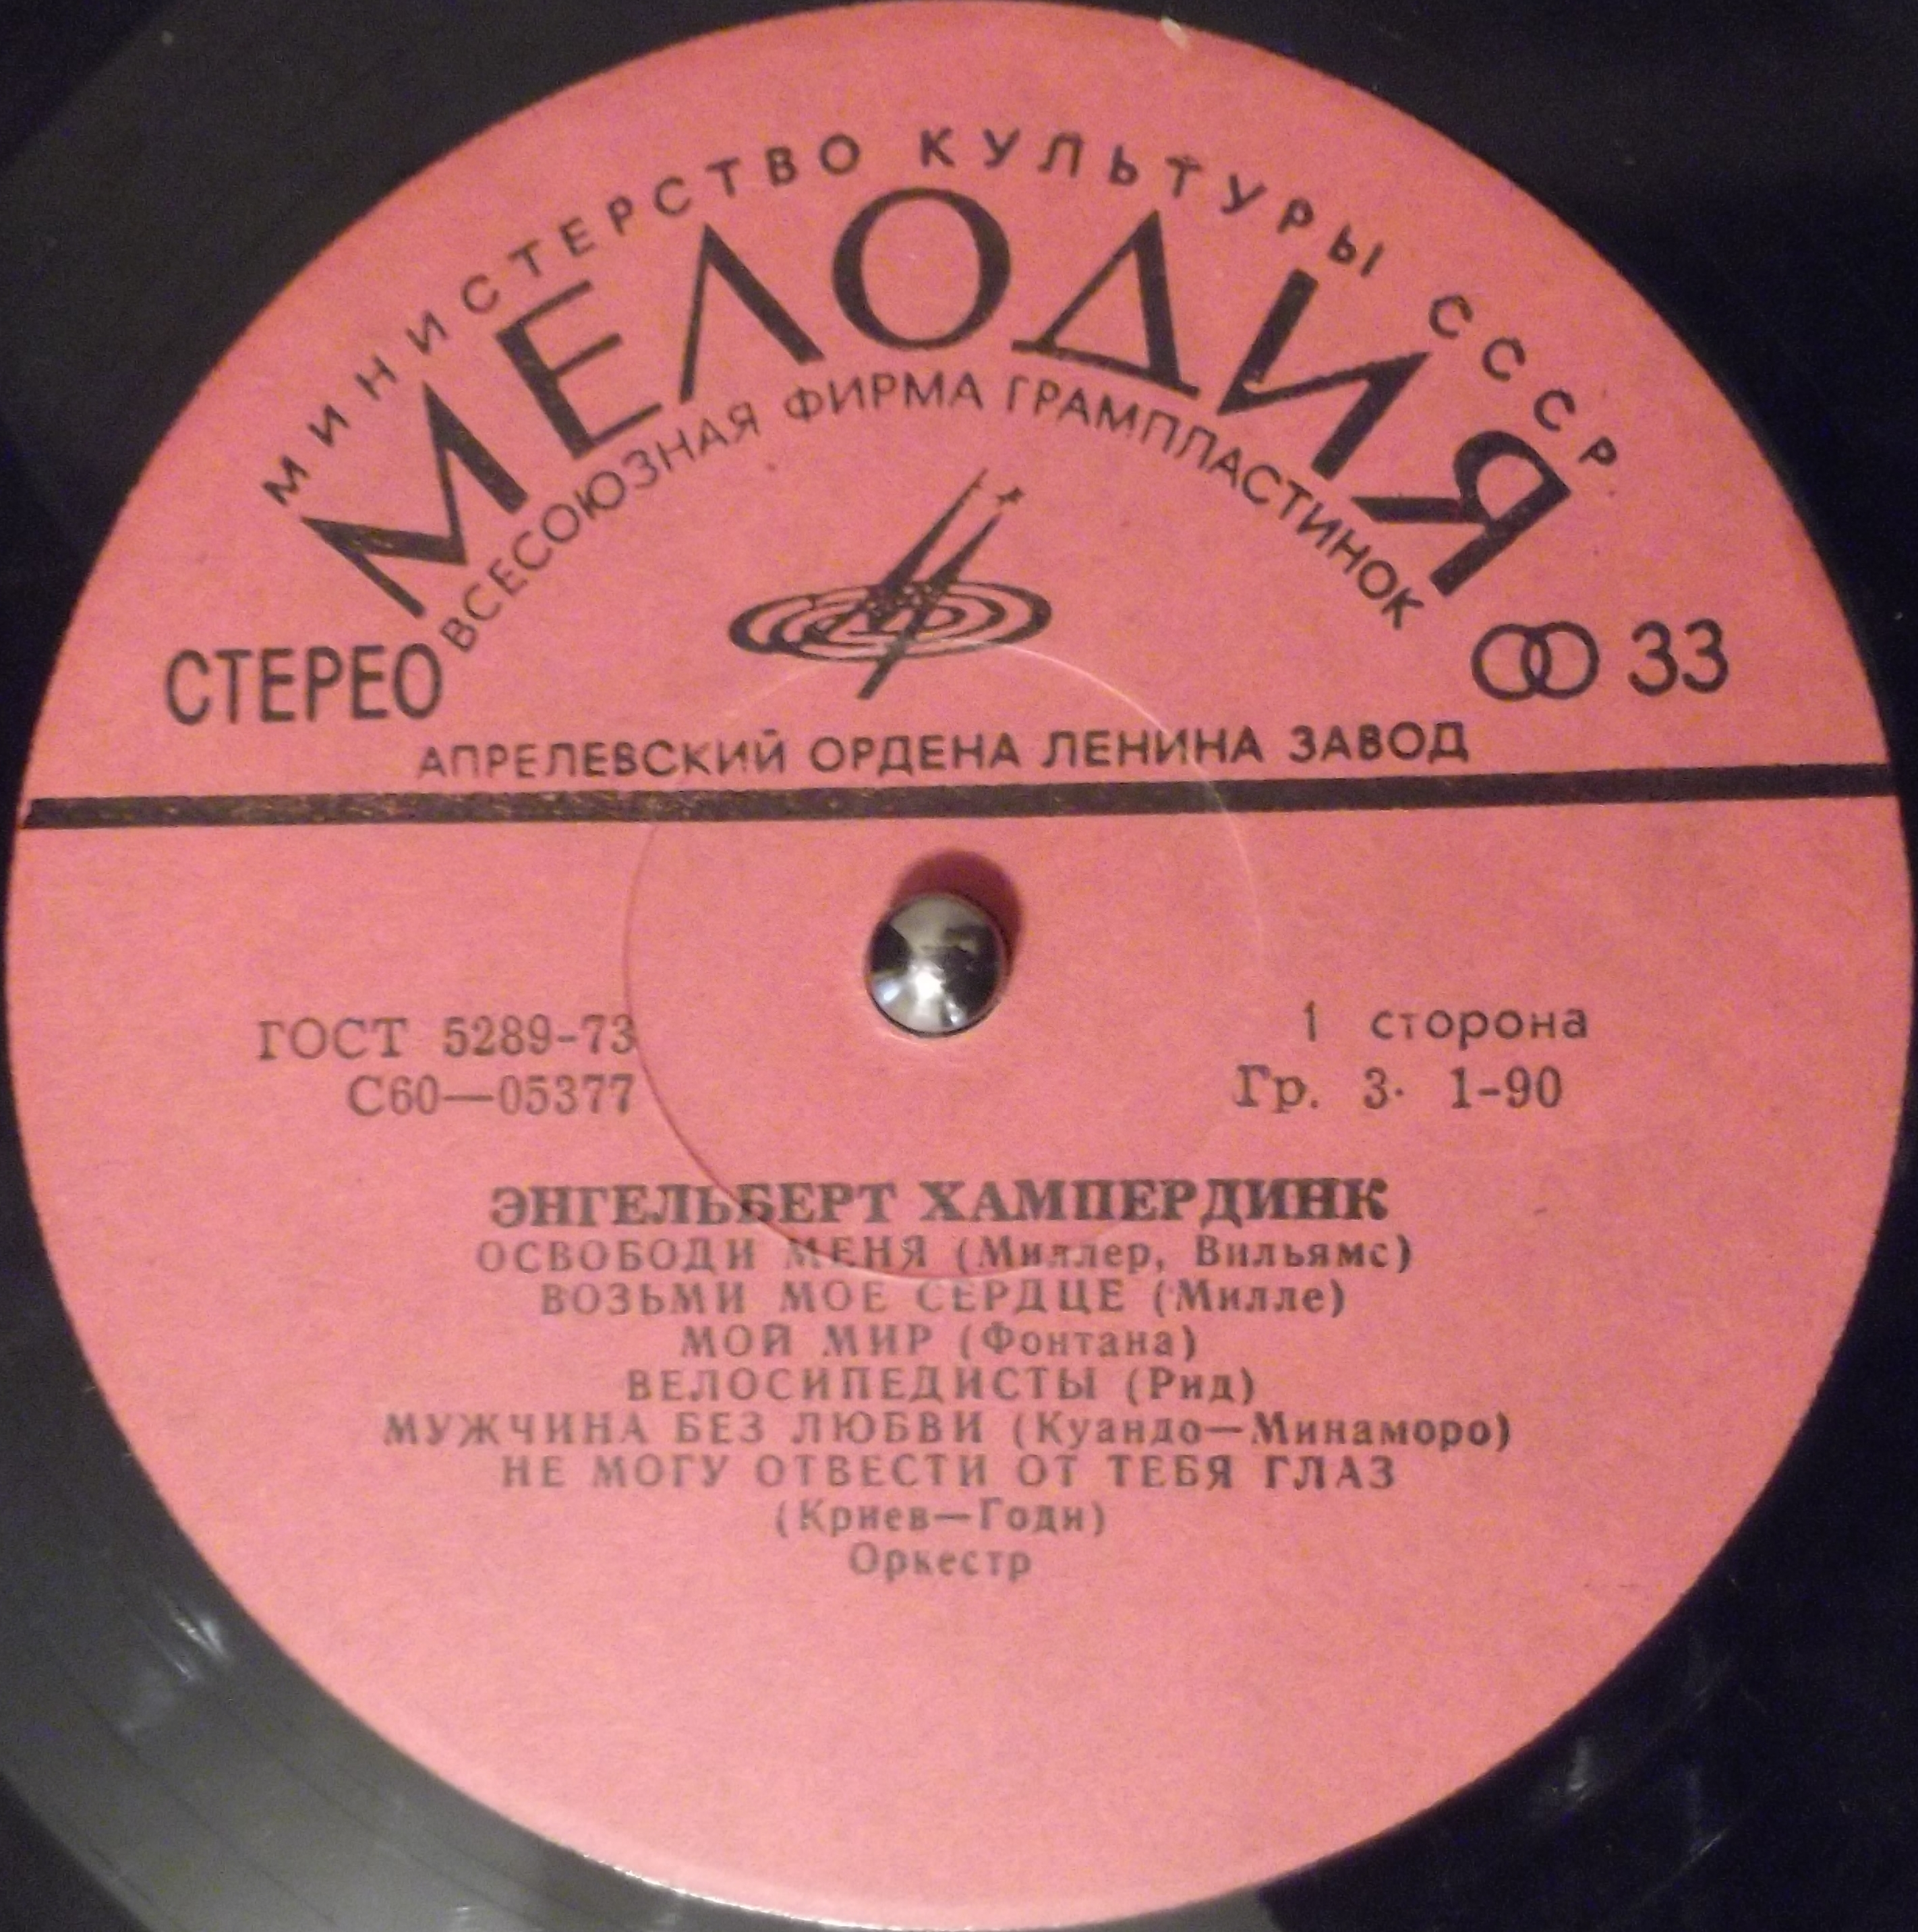 МИНИСТЕРСТВО КУЛЬТУРЫ СССР
МЕЛОДИЯ
ВСЕСОЮЗНАЯ ФИРМА ГРАМПЛАСТИНОК
СТЕРЕО 33
АПРЕЛЕВСКИЙ ОРДЕНА ЛЕНИНА ЗАВОД
ГОСТ 5289-73 1 сторона
С60—05377 Гр. 3. 1-90
ЭНГЕЛЬБЕРТ ХАМПЕРДИНК
ОСВОБОДИ МЕНЯ (Миллер, Вильямс)
ВОЗЬМИ МОЕ СЕРДЦЕ (Милле)
МОЙ МИР (Фонтана)
ВЕЛОСИПЕДИСТЫ (Рид)
МУЖЧИНА БЕЗ ЛЮБВИ (Куандо—Минаморо)
НЕ МОГУ ОТВЕСТИ ОТ ТЕБЯ ГЛАЗ
(Криев—Годи)
Оркестр